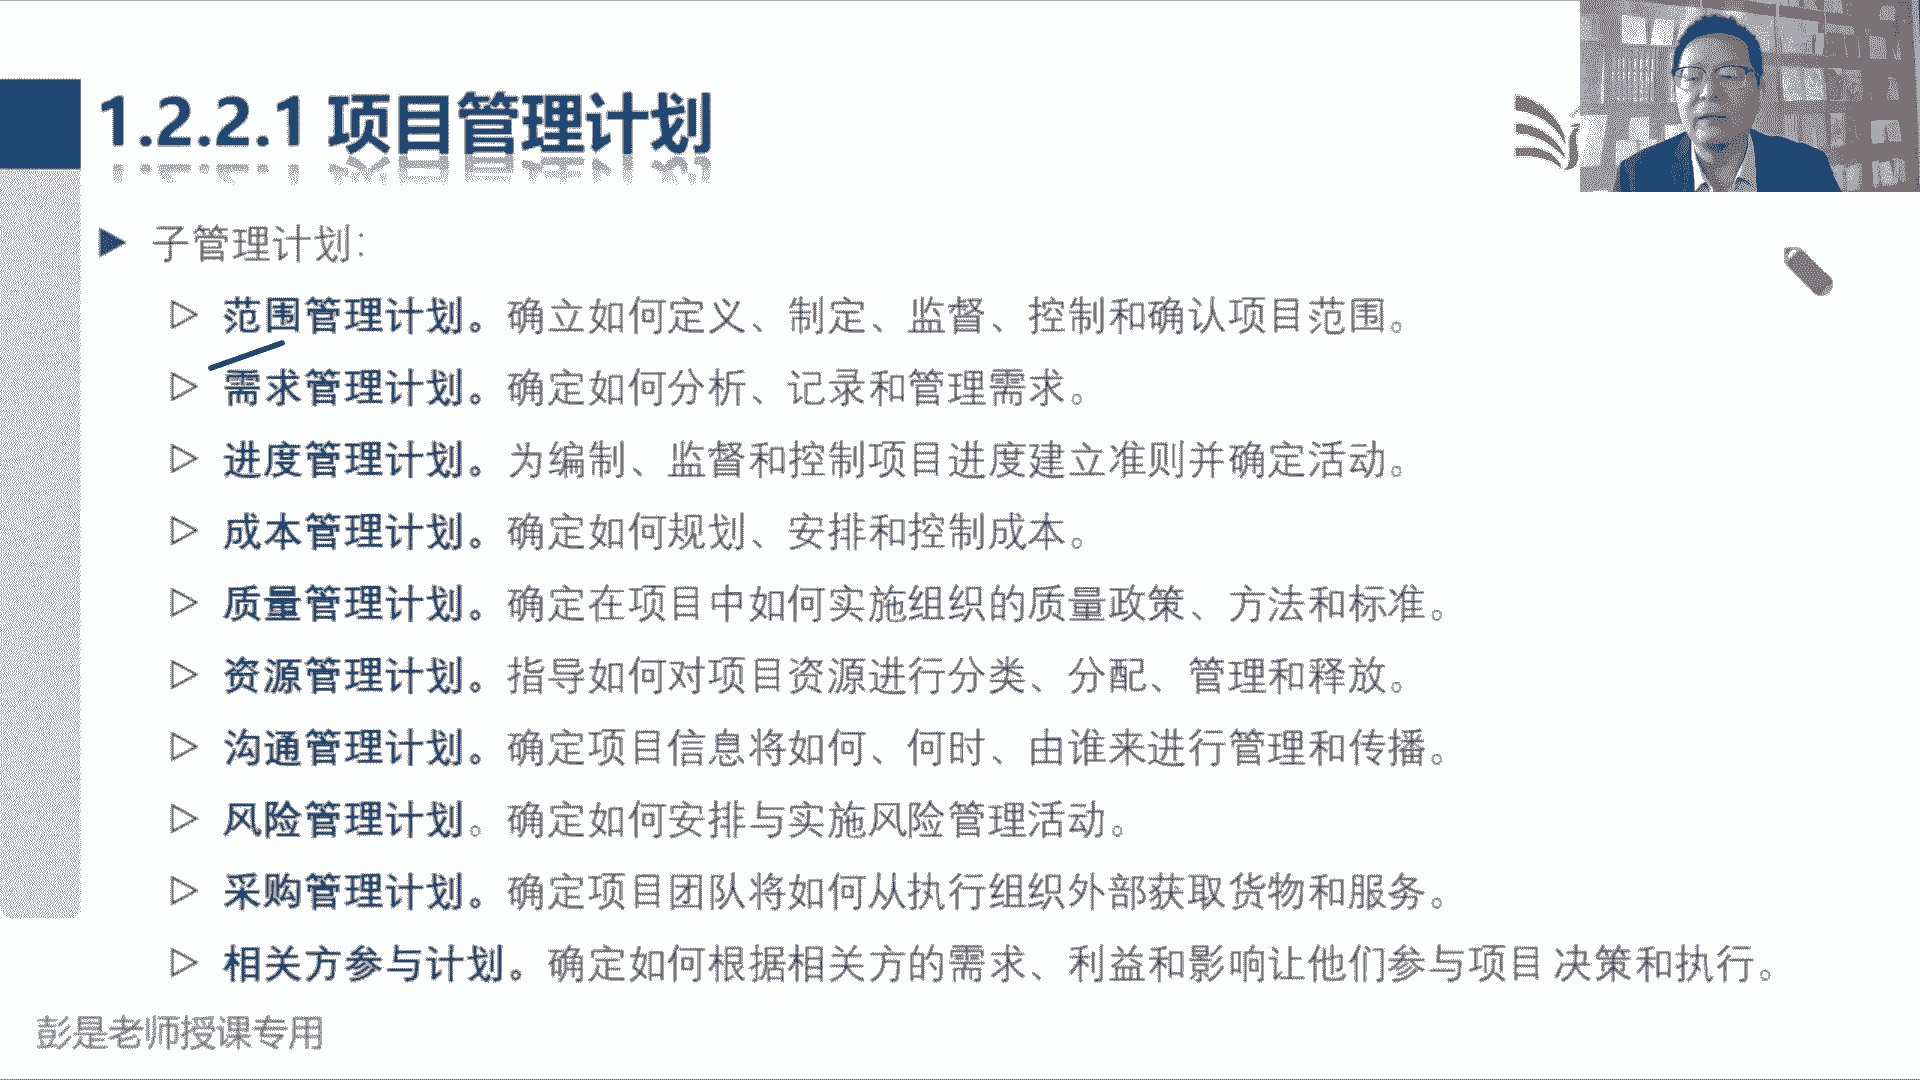 1.2.2.1 项目管理计划
子管理计划：
范围管理计划。确立如何定义、制定、监督、控制和确认项目范围。
需求管理计划。确定如何分析、记录和管理需求。
进度管理计划。为编制、监督和控制项目进度建立准则并确定活动。
成本管理计划。确定如何规划、安排和控制成本。
质量管理计划。确定在项目中如何实施组织的质量政策、方法和标准。
资源管理计划。指导如何对项目资源进行分类、分配、管理和释放。
沟通管理计划。确定项目信息将如何、何时、由谁来进行管理和传播。
风险管理计划。确定如何安排与实施风险管理活动。
采购管理计划。确定项目团队将如何从执行组织外部获取货物和服务。
相关方参与计划。确定如何根据相关方的需求、利益和影响让他们参与项目 决策和执行。
彭是老师授课专用